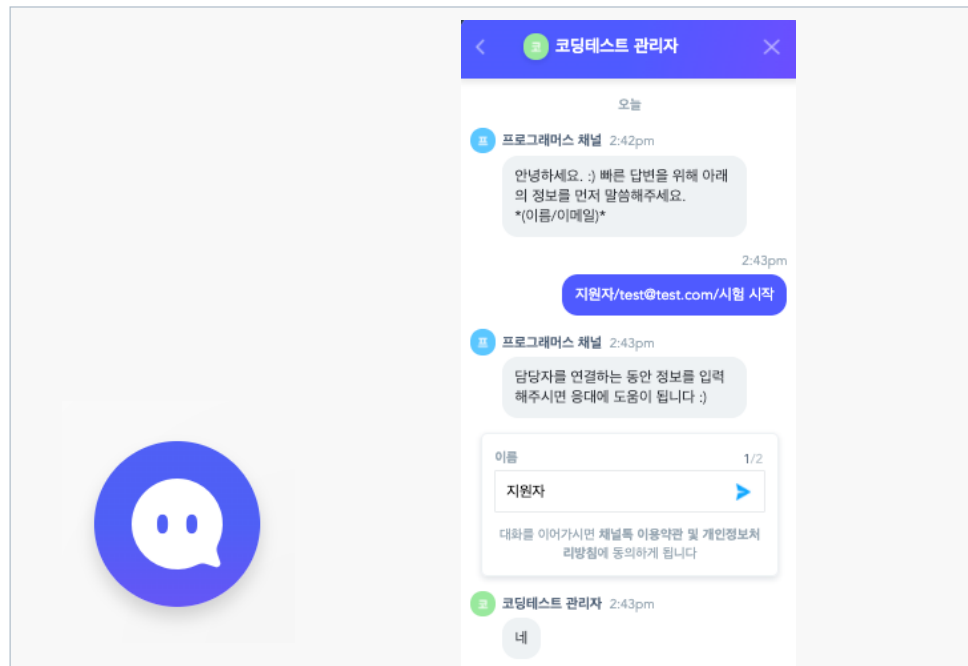 코 코딩테스트 관리자
오늘
프 프로그래머스 채널 2:42pm
안녕하세요. :) 빠른 답변을 위해 아래
의 정보를 먼저 말씀해주세요.
*(이름/이메일)*
2:43pm
지원자/test@test.com/시험 시작
프 프로그래머스 채널 2:43pm
담당자를 연결하는 동안 정보를 입력
해주시면 응대에 도움이 됩니다 :)
이름 1/2
지원자
대화를 이어가시면 채널톡 이용약관 및 개인정보처
리방침에 동의하게 됩니다
코 코딩테스트 관리자 2:43pm
네